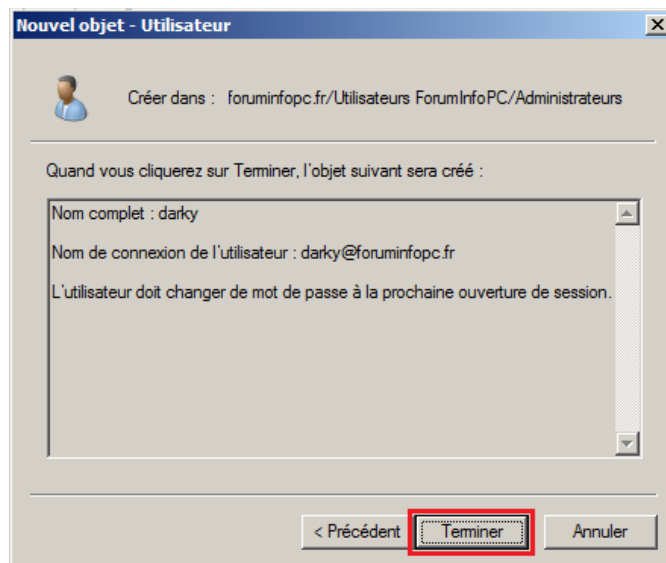 Nouvel objet - Utilisateur
Créer dans : foruminfopc.fr/Utilisateurs ForumInfoPC/Administrateurs
Quand vous cliquerez sur Terminer, l'objet suivant sera créé :
Nom complet : darky
Nom de connexion de l'utilisateur : darky@foruminfopc.fr
L'utilisateur doit changer de mot de passe à la prochaine ouverture de session.
< Précédent Terminer Annuler